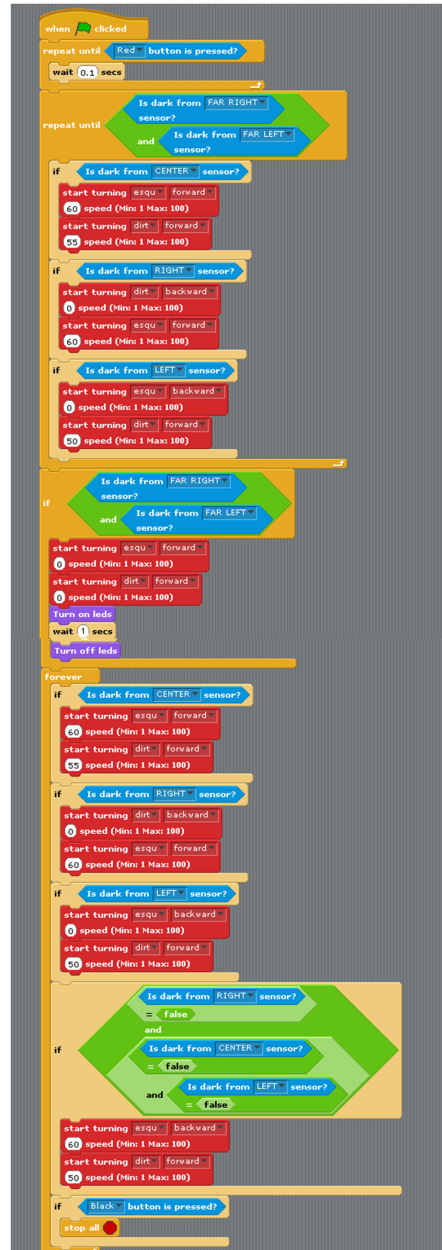 when clicked
repeat until Red button is pressed?
wait 0.1 secs
Is dark from FAR RIGHT
sensor?
repeat until
and Is dark from FAR LEFT
sensor?
if Is dark from CENTER sensor?
start turning esqu forward
60 speed (Min: 1 Max: 100)
start turning dirt forward
55 speed (Min: 1 Max: 100)
if Is dark from RIGHT sensor?
start turning dirt backward
0 speed (Min: 1 Max: 100)
start turning esqu forward
60 speed (Min: 1 Max: 100)
if Is dark from LEFT sensor?
start turning esqu backward
0 speed (Min: 1 Max: 100)
start turning dirt forward
50 speed (Min: 1 Max: 100)
Is dark from FAR RIGHT
sensor?
if
and Is dark from FAR LEFT
sensor?
start turning esqu forward
0 speed (Min: 1 Max: 100)
start turning dirt forward
0 speed (Min: 1 Max: 100)
Turn on leds
wait 1 secs
Turn off leds
forever
if Is dark from CENTER sensor?
start turning esqu forward
60 speed (Min: 1 Max: 100)
start turning dirt forward
55 speed (Min: 1 Max: 100)
if Is dark from RIGHT sensor?
start turning dirt backward
0 speed (Min: 1 Max: 100)
start turning esqu forward
60 speed (Min: 1 Max: 100)
if Is dark from LEFT sensor?
start turning esqu backward
0 speed (Min: 1 Max: 100)
start turning dirt forward
50 speed (Min: 1 Max: 100)
Is dark from RIGHT sensor?
= false
and
if Is dark from CENTER sensor?
= false
and Is dark from LEFT sensor?
= false
start turning esqu backward
60 speed (Min: 1 Max: 100)
start turning dirt forward
50 speed (Min: 1 Max: 100)
if Black button is pressed?
stop all